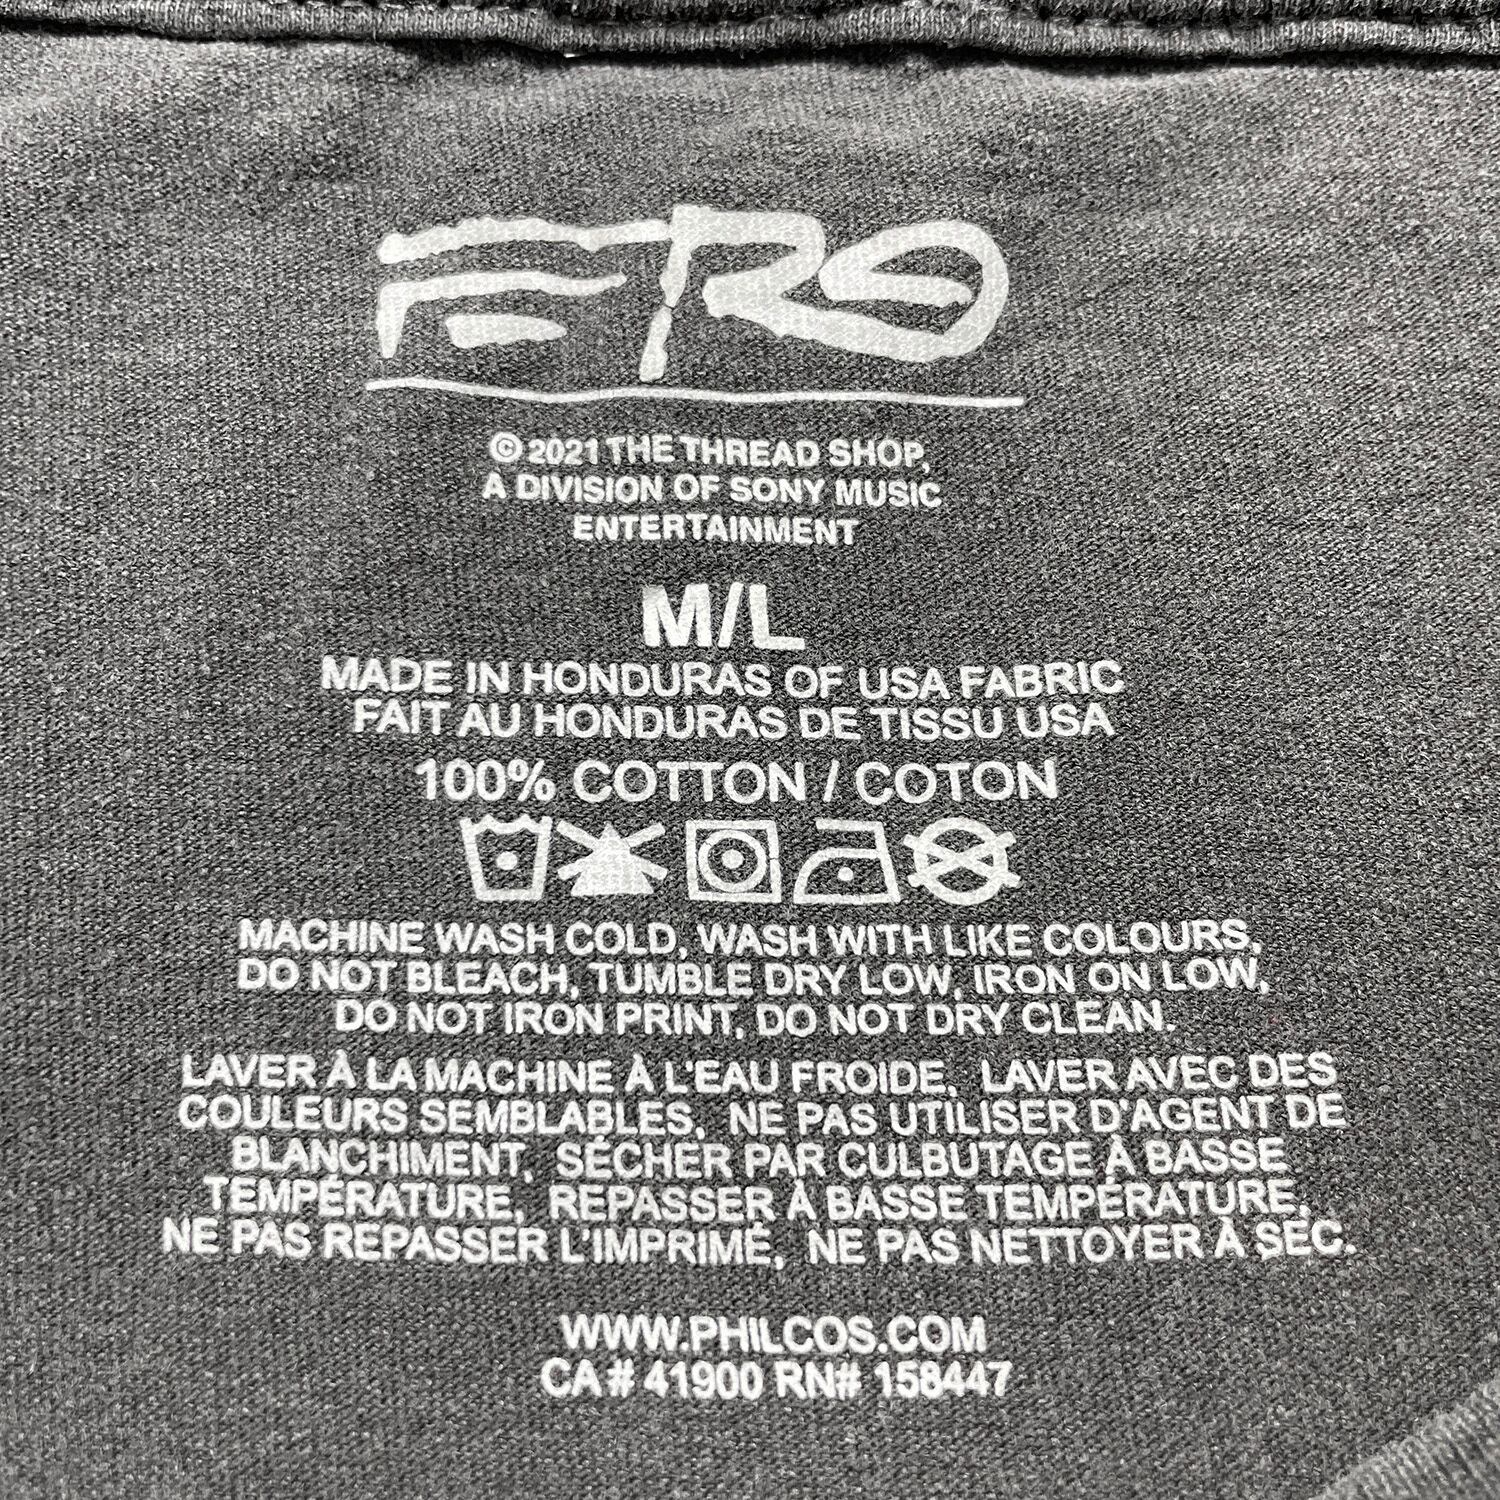 ERO
© 2021 THE THREAD SHOP,
A DIVISION OF SONY MUSIC
ENTERTAINMENT
M/L
MADE IN HONDURAS OF USA FABRIC
FAIT AU HONDURAS DE TISSU USA
100% COTTON / COTON
MACHINE WASH COLD, WASH WITH LIKE COLOURS,
DO NOT BLEACH, TUMBLE DRY LOW, IRON ON LOW,
DO NOT IRON PRINT, DO NOT DRY CLEAN.
LAVER À LA MACHINE À L'EAU FROIDE, LAVER AVEC DES
COULEURS SEMBLABLES, NE PAS UTILISER D'AGENT DE
BLANCHIMENT, SÉCHER PAR CULBUTAGE À BASSE
TEMPÉRATURE, REPASSER À BASSE TEMPÉRATURE,
NE PAS REPASSER L'IMPRIMÉ, NE PAS NETTOYER À SEC.
WWW.PHILCOS.COM
CA# 41900 RN# 158447